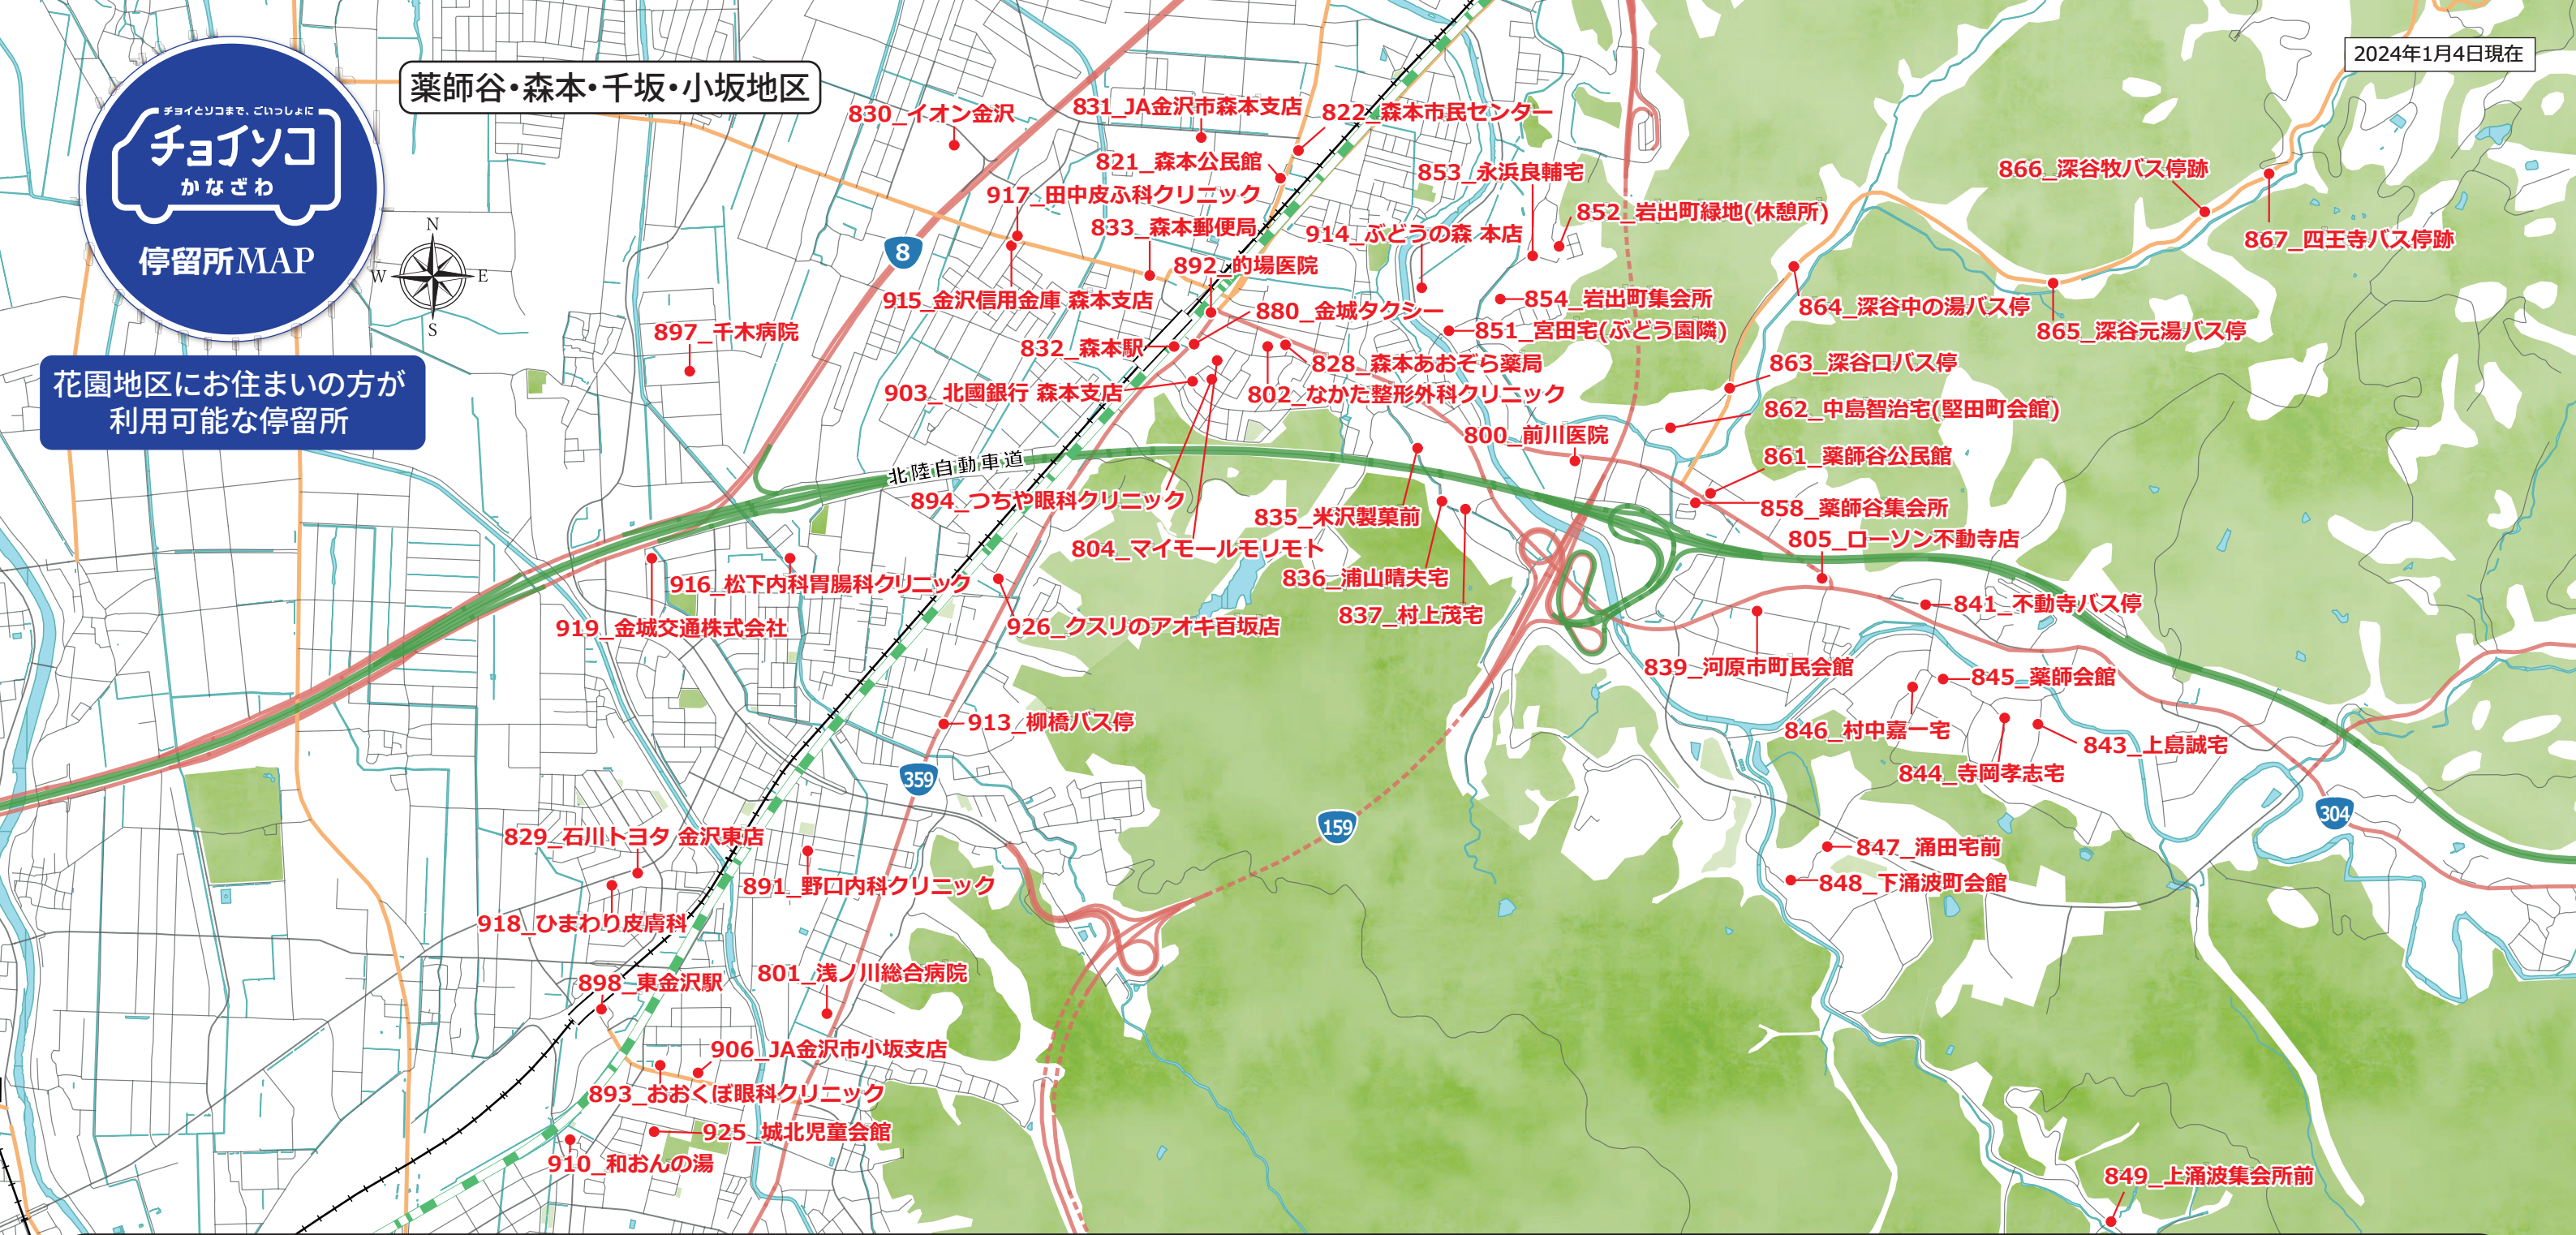 チョイとソコまで、ごいっしょに
チョイソコ
かなざわ
停留所MAP
花園地区にお住まいの方が
利用可能な停留所
薬師谷・森本・千坂・小坂地区
2024年1月4日現在
N
W
E
S
830_イオン金沢
831_JA金沢市森本支店
822_森本市民センター
821_森本公民館
853_永浜良輔宅
866_深谷牧バス停跡
917_田中皮ふ科クリニック
852_岩出町緑地(休憩所)
833_森本郵便局
914_ぶどうの森 本店
867_四王寺バス停跡
8
892_的場医院
915_金沢信用金庫 森本支店
854_岩出町集会所
864_深谷中の湯バス停
880_金城タクシー
897_千木病院
851_宮田宅(ぶどう園隣)
865_深谷元湯バス停
832_森本駅
828_森本あおぞら薬局
863_深谷口バス停
903_北國銀行 森本支店
802_なかた整形外科クリニック
862_中島智治宅(堅田町会館)
800_前川医院
861_薬師谷公民館
北陸自動車道
894_つちや眼科クリニック
858_薬師谷集会所
835_米沢製菓前
805_ローソン不動寺店
804_マイモールモリモト
836_浦山晴夫宅
916_松下内科胃腸科クリニック
841_不動寺バス停
837_村上茂宅
919_金城交通株式会社
926_クスリのアオキ百坂店
839_河原市町民会館
845_薬師会館
913_柳橋バス停
846_村中嘉一宅
843_上島誠宅
844_寺岡孝志宅
359
304
159
829_石川トヨタ 金沢東店
847_涌田宅前
891_野口内科クリニック
848_下涌波町会館
918_ひまわり皮膚科
801_浅ノ川総合病院
898_東金沢駅
906_JA金沢市小坂支店
893_おおくぼ眼科クリニック
925_城北児童会館
910_和おんの湯
849_上涌波集会所前